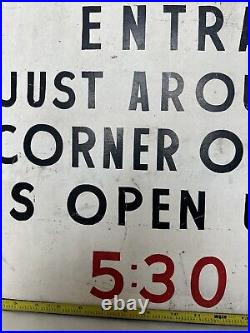 ENTRA
JUST AROU
CORNER O
S OPEN U
5:30